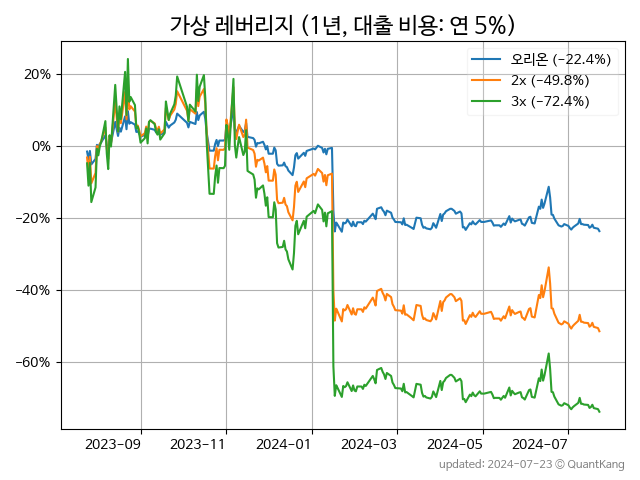 가상 레버리지 (1년, 대출 비용: 연 5%)
오리온 (−22.4%)
2x (−49.8%)
3x (−72.4%)
20%
0%
−20%
−40%
−60%
2023-09 2023-11 2024-01 2024-03 2024-05 2024-07
updated: 2024-07-23 © QuantKang